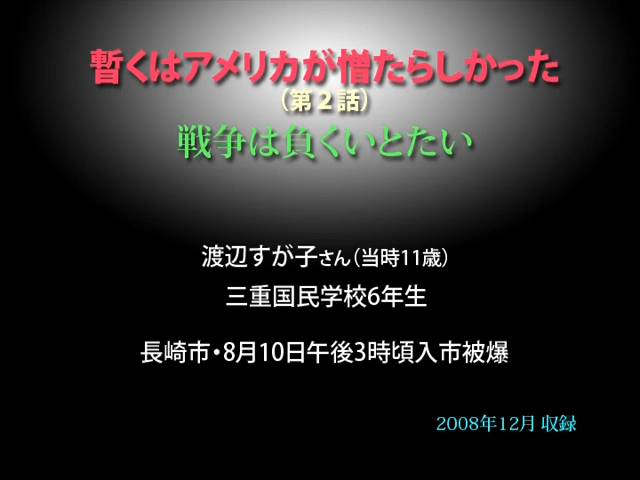 暫くはアメリカが憎たらしかった
（第２話）
戦争は負くいとたい
渡辺すが子さん（当時11歳）
三重国民学校6年生
長崎市・8月10日午後3時頃入市被爆
2008年12月 収録